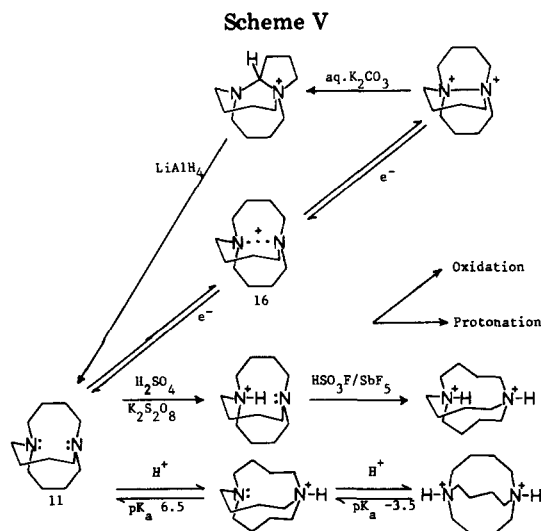 Scheme V
H
N
N
+
aq.K2CO3
+
+
N
N
LiAlH4
e-
+
N
N
16
Oxidation
Protonation
e-
H2SO4
K2S2O8
+
N-H
:N
HSO3F/SbF5
+
N-H
+
N-H
N:
:N
11
H+
pKa 6.5
N:
+
N-H
H+
pKa -3.5
+
H-N
+
N-H